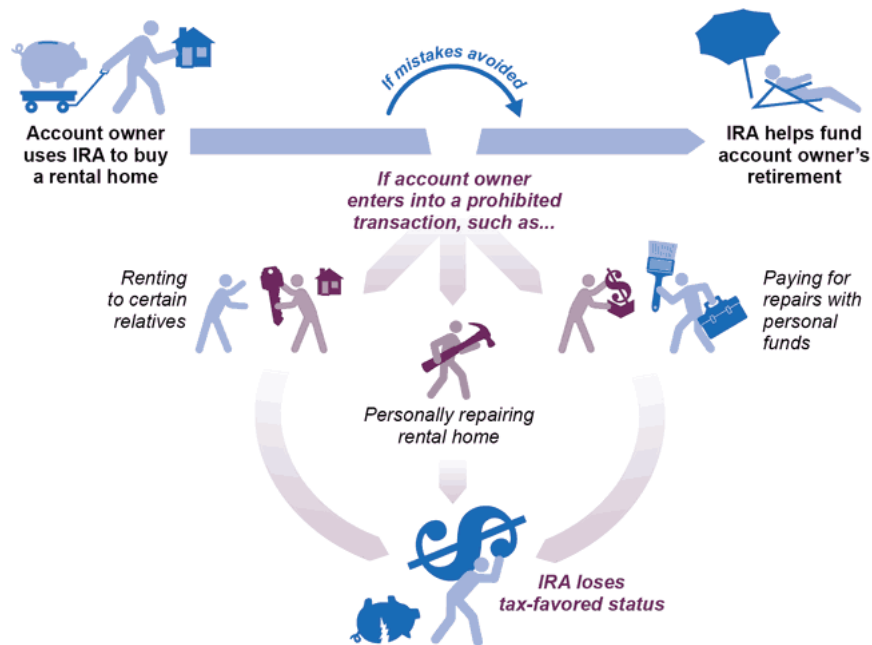 If mistakes avoided
Account owner
uses IRA to buy
a rental home
IRA helps fund
account owner's
retirement
If account owner
enters into a prohibited
transaction, such as...
Renting
to certain
relatives
Paying for
repairs with
personal
funds
Personally repairing
rental home
IRA loses
tax-favored status